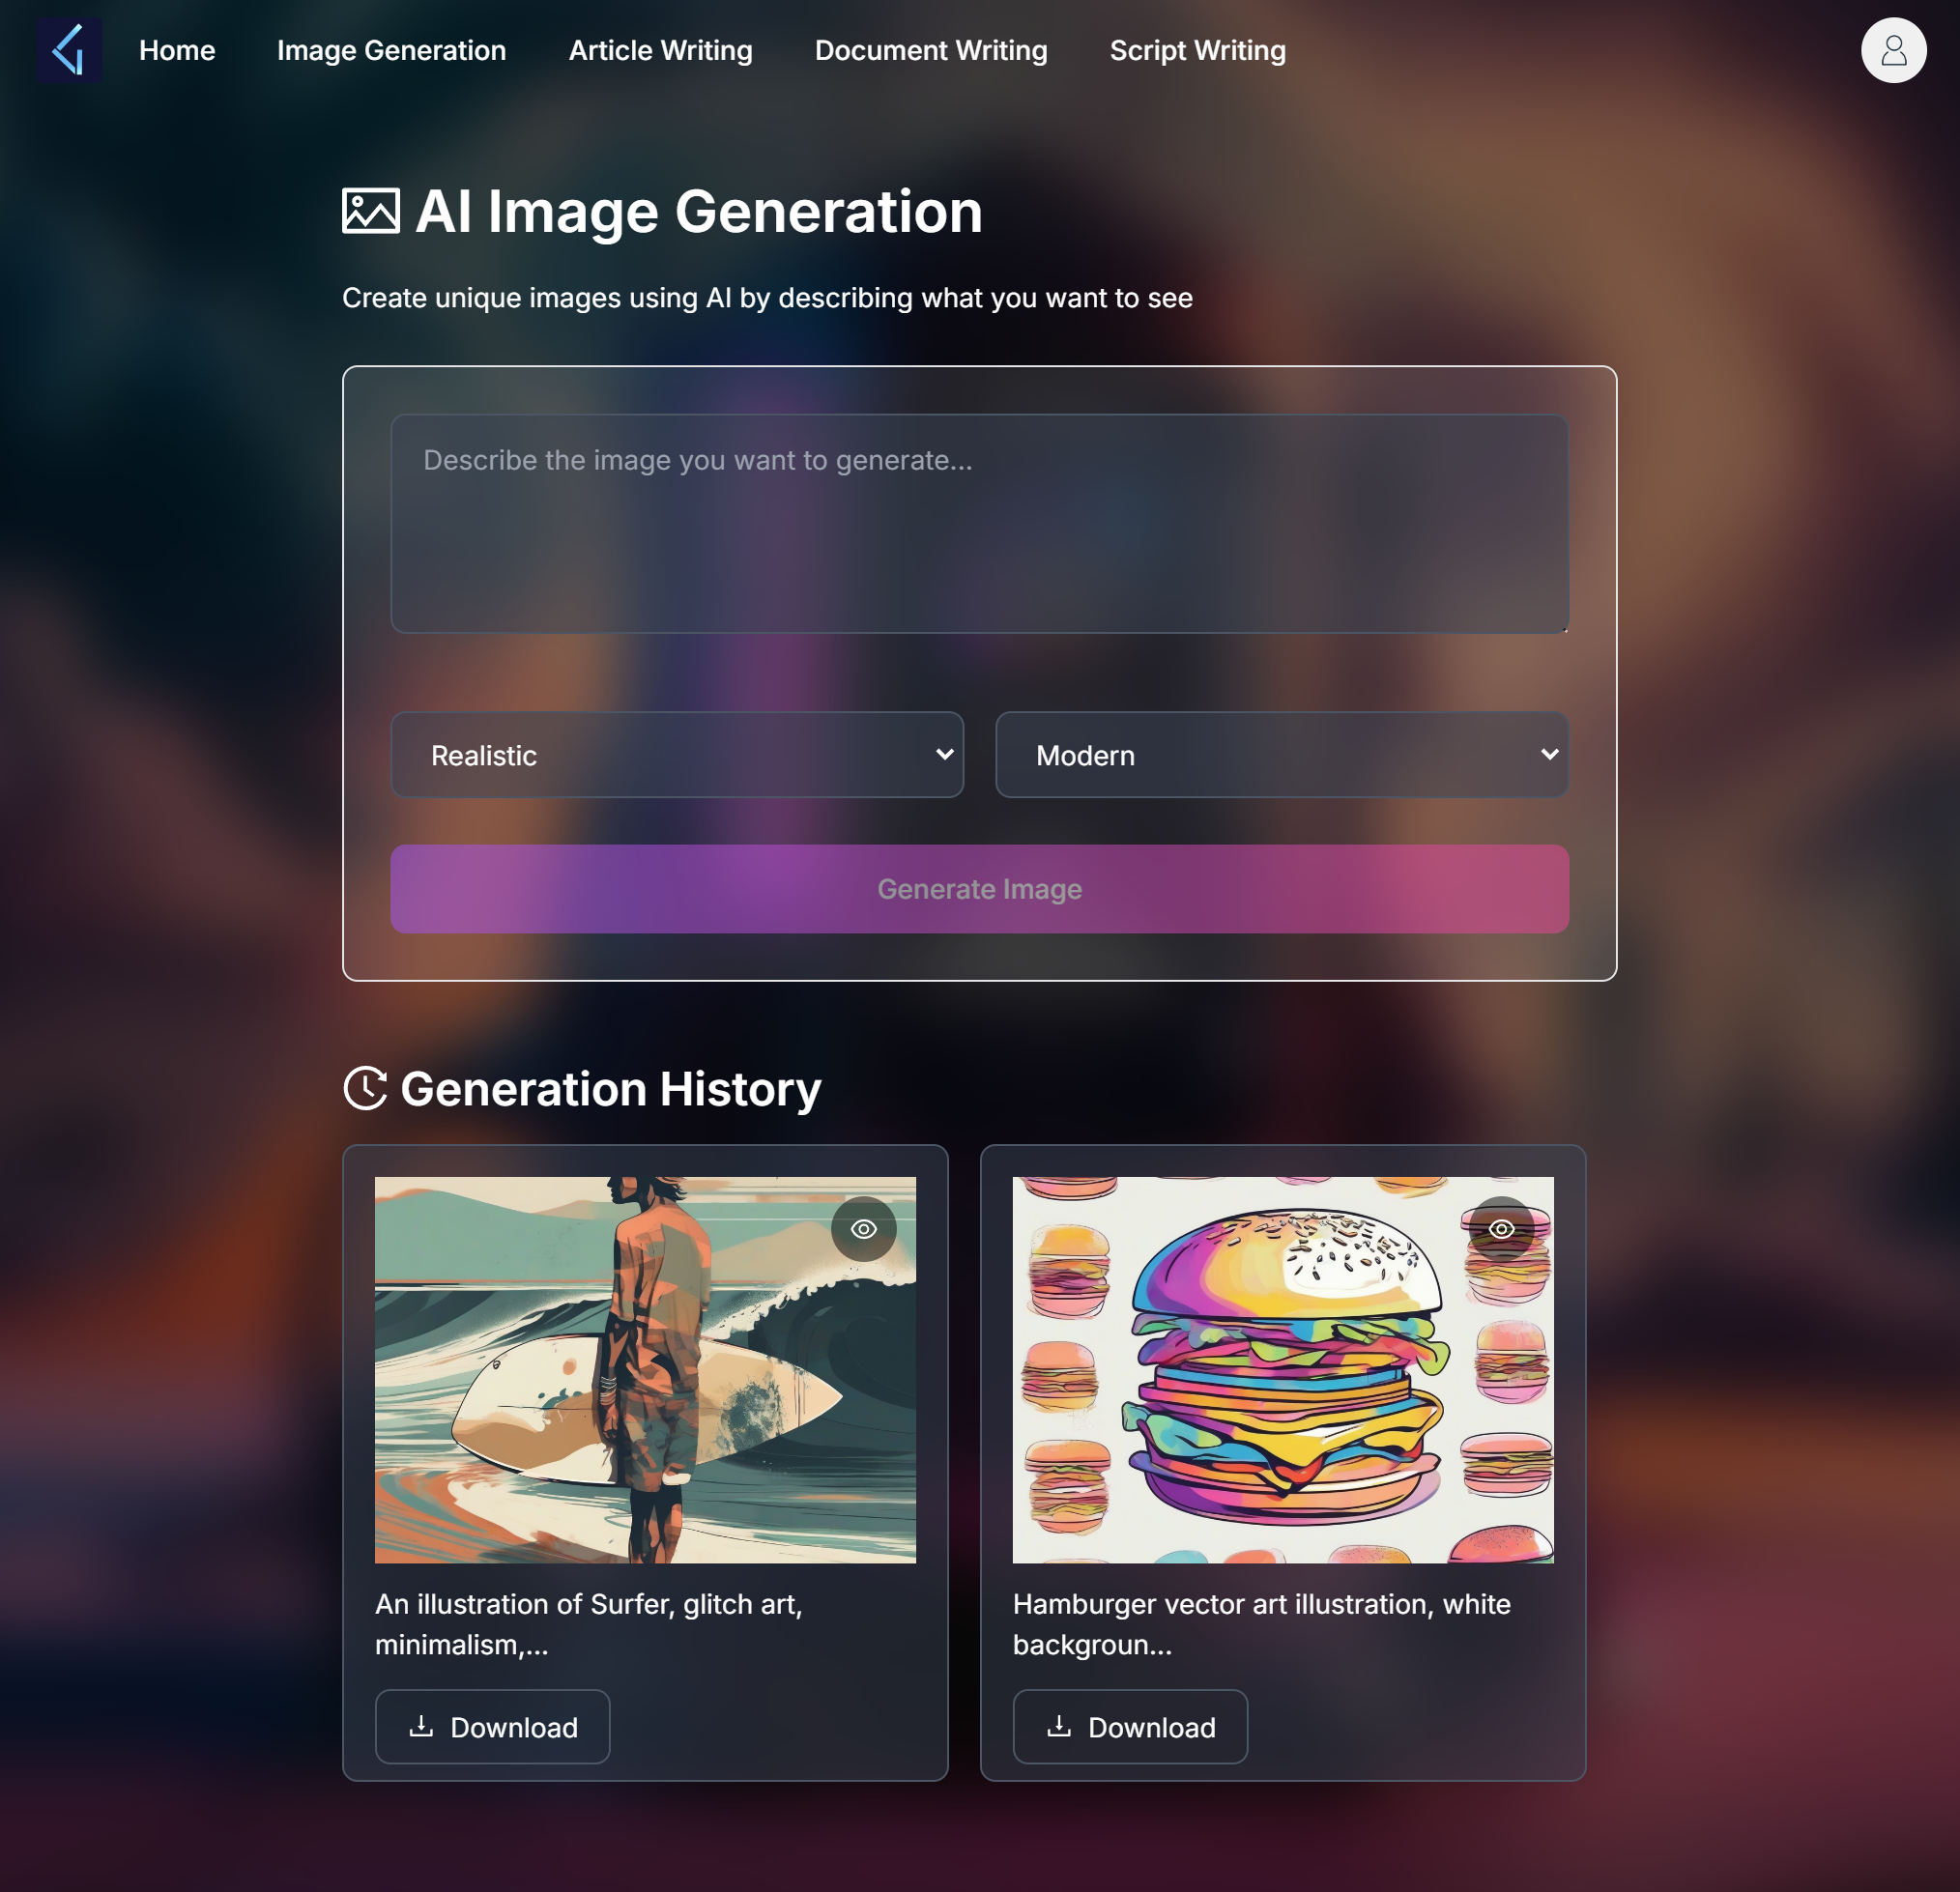 Home
Image Generation
Article Writing
Document Writing
Script Writing
AI Image Generation
Create unique images using AI by describing what you want to see
Describe the image you want to generate...
Realistic
Modern
Generate Image
Generation History
An illustration of Surfer, glitch art,
minimalism,...
Download
Hamburger vector art illustration, white
backgroun...
Download